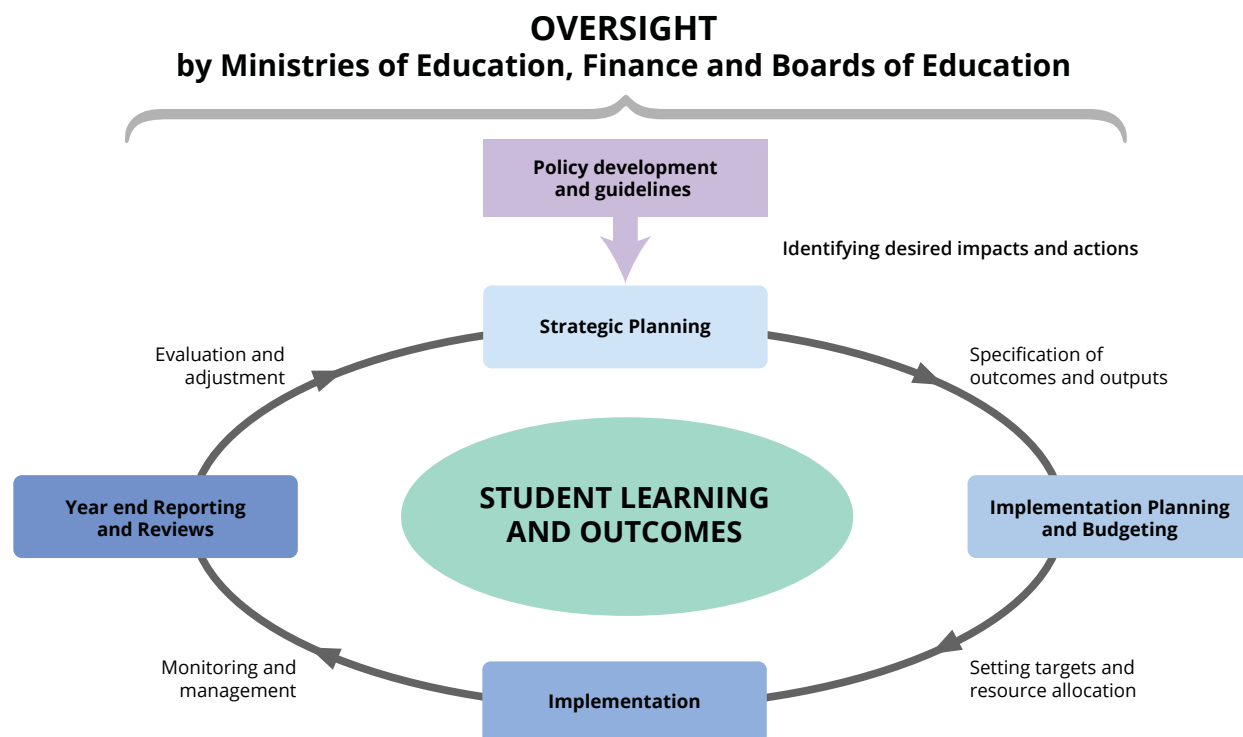 OVERSIGHT
by Ministries of Education, Finance and Boards of Education
Policy development
and guidelines
Identifying desired impacts and actions
Strategic Planning
Evaluation and
adjustment
Specification of
outcomes and outputs
STUDENT LEARNING
AND OUTCOMES
Year end Reporting
and Reviews
Implementation Planning
and Budgeting
Monitoring and
management
Setting targets and
resource allocation
Implementation